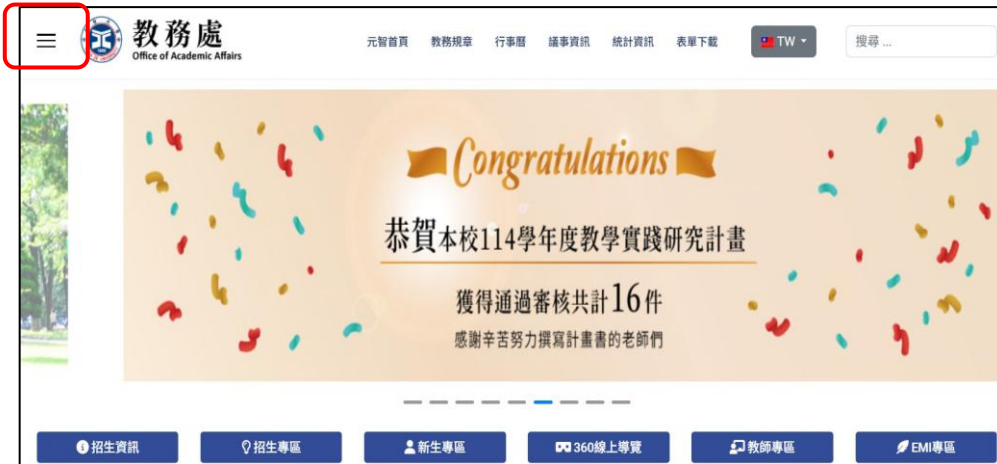 教務處
Office of Academic Affairs
元智首頁 教務規章 行事曆 議事資訊 統計資訊 表單下載 TW 搜尋 ...
Congratulations
恭賀本校114學年度教學實踐研究計畫
獲得通過審核共計16件
感謝辛苦努力撰寫計畫書的老師們
招生資訊 招生專區 新生專區 360線上導覽 教師專區 EMI專區